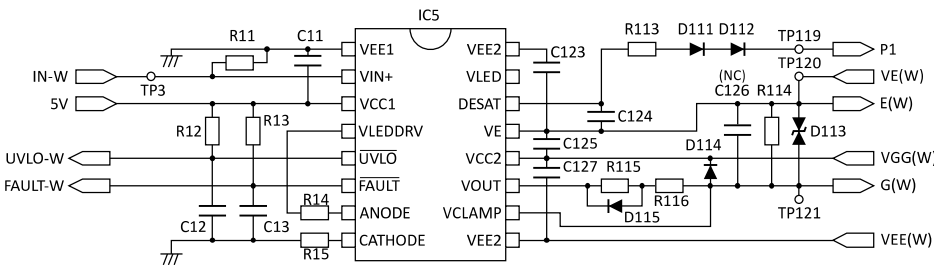 IC5
R11
C11
VEE1
VEE2
C123
R113
D111
D112
TP119
P1
IN-W
TP3
VIN+
VLED
TP120
VE(W)
5V
VCC1
DESAT
(NC)
C126
R114
E(W)
R12
R13
VLEDDRV
VE
C124
C125
D113
UVLO-W
UVLO
VCC2
C127
D114
VGG(W)
FAULT-W
FAULT
VOUT
R115
R116
G(W)
R14
ANODE
VCLAMP
D115
TP121
C12
C13
TP3
R15
CATHODE
VEE2
VEE(W)